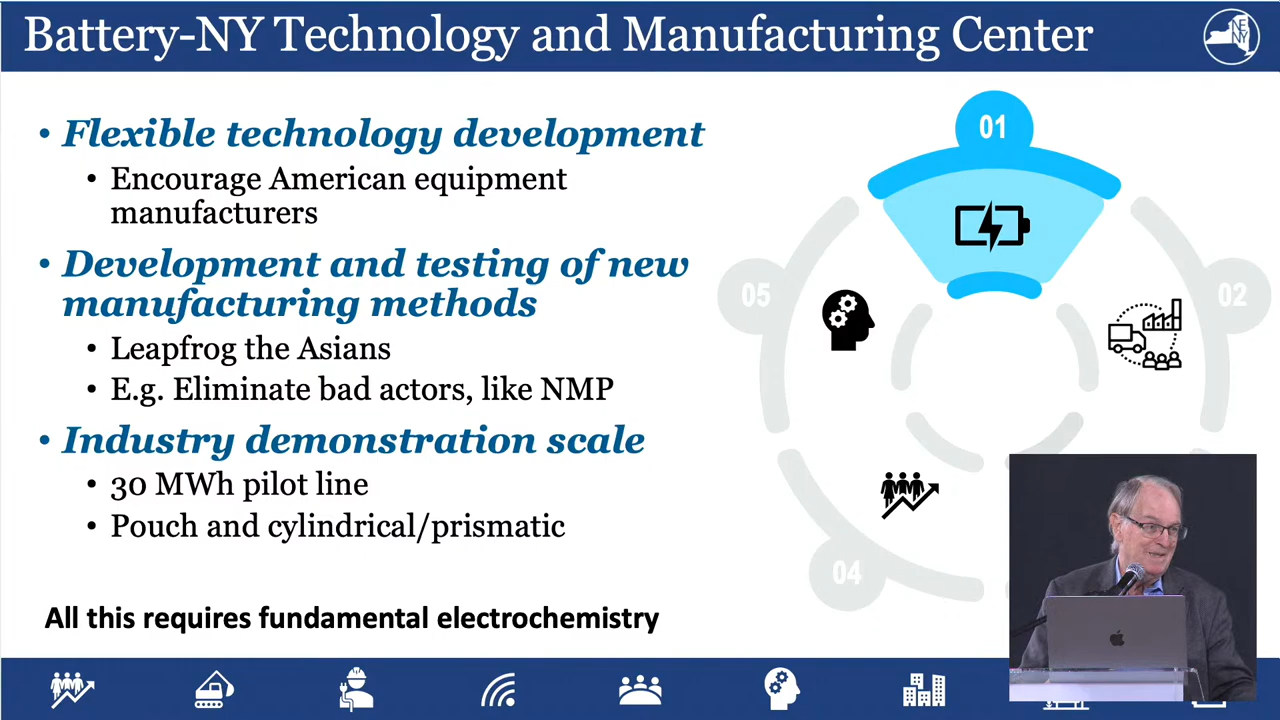 Battery-NY Technology and Manufacturing Center
NE
NY
• Flexible technology development
• Encourage American equipment
manufacturers
• Development and testing of new
manufacturing methods
• Leapfrog the Asians
• E.g. Eliminate bad actors, like NMP
• Industry demonstration scale
• 30 MWh pilot line
• Pouch and cylindrical/prismatic
All this requires fundamental electrochemistry
01
05
02
04